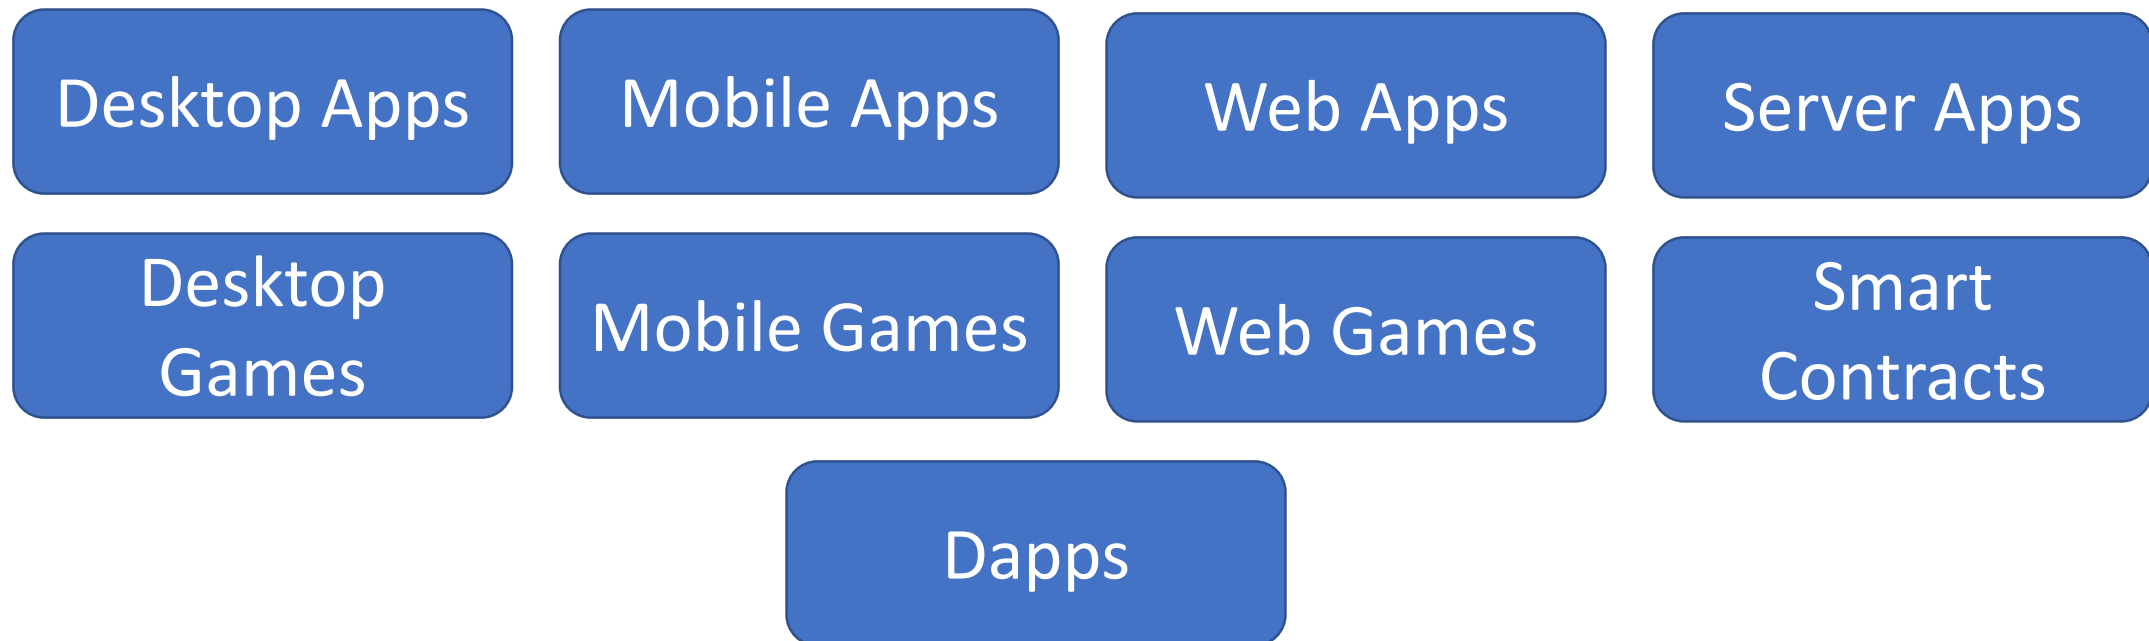 Desktop Apps
Mobile Apps
Web Apps
Server Apps
Desktop
Games
Mobile Games
Web Games
Smart
Contracts
Dapps